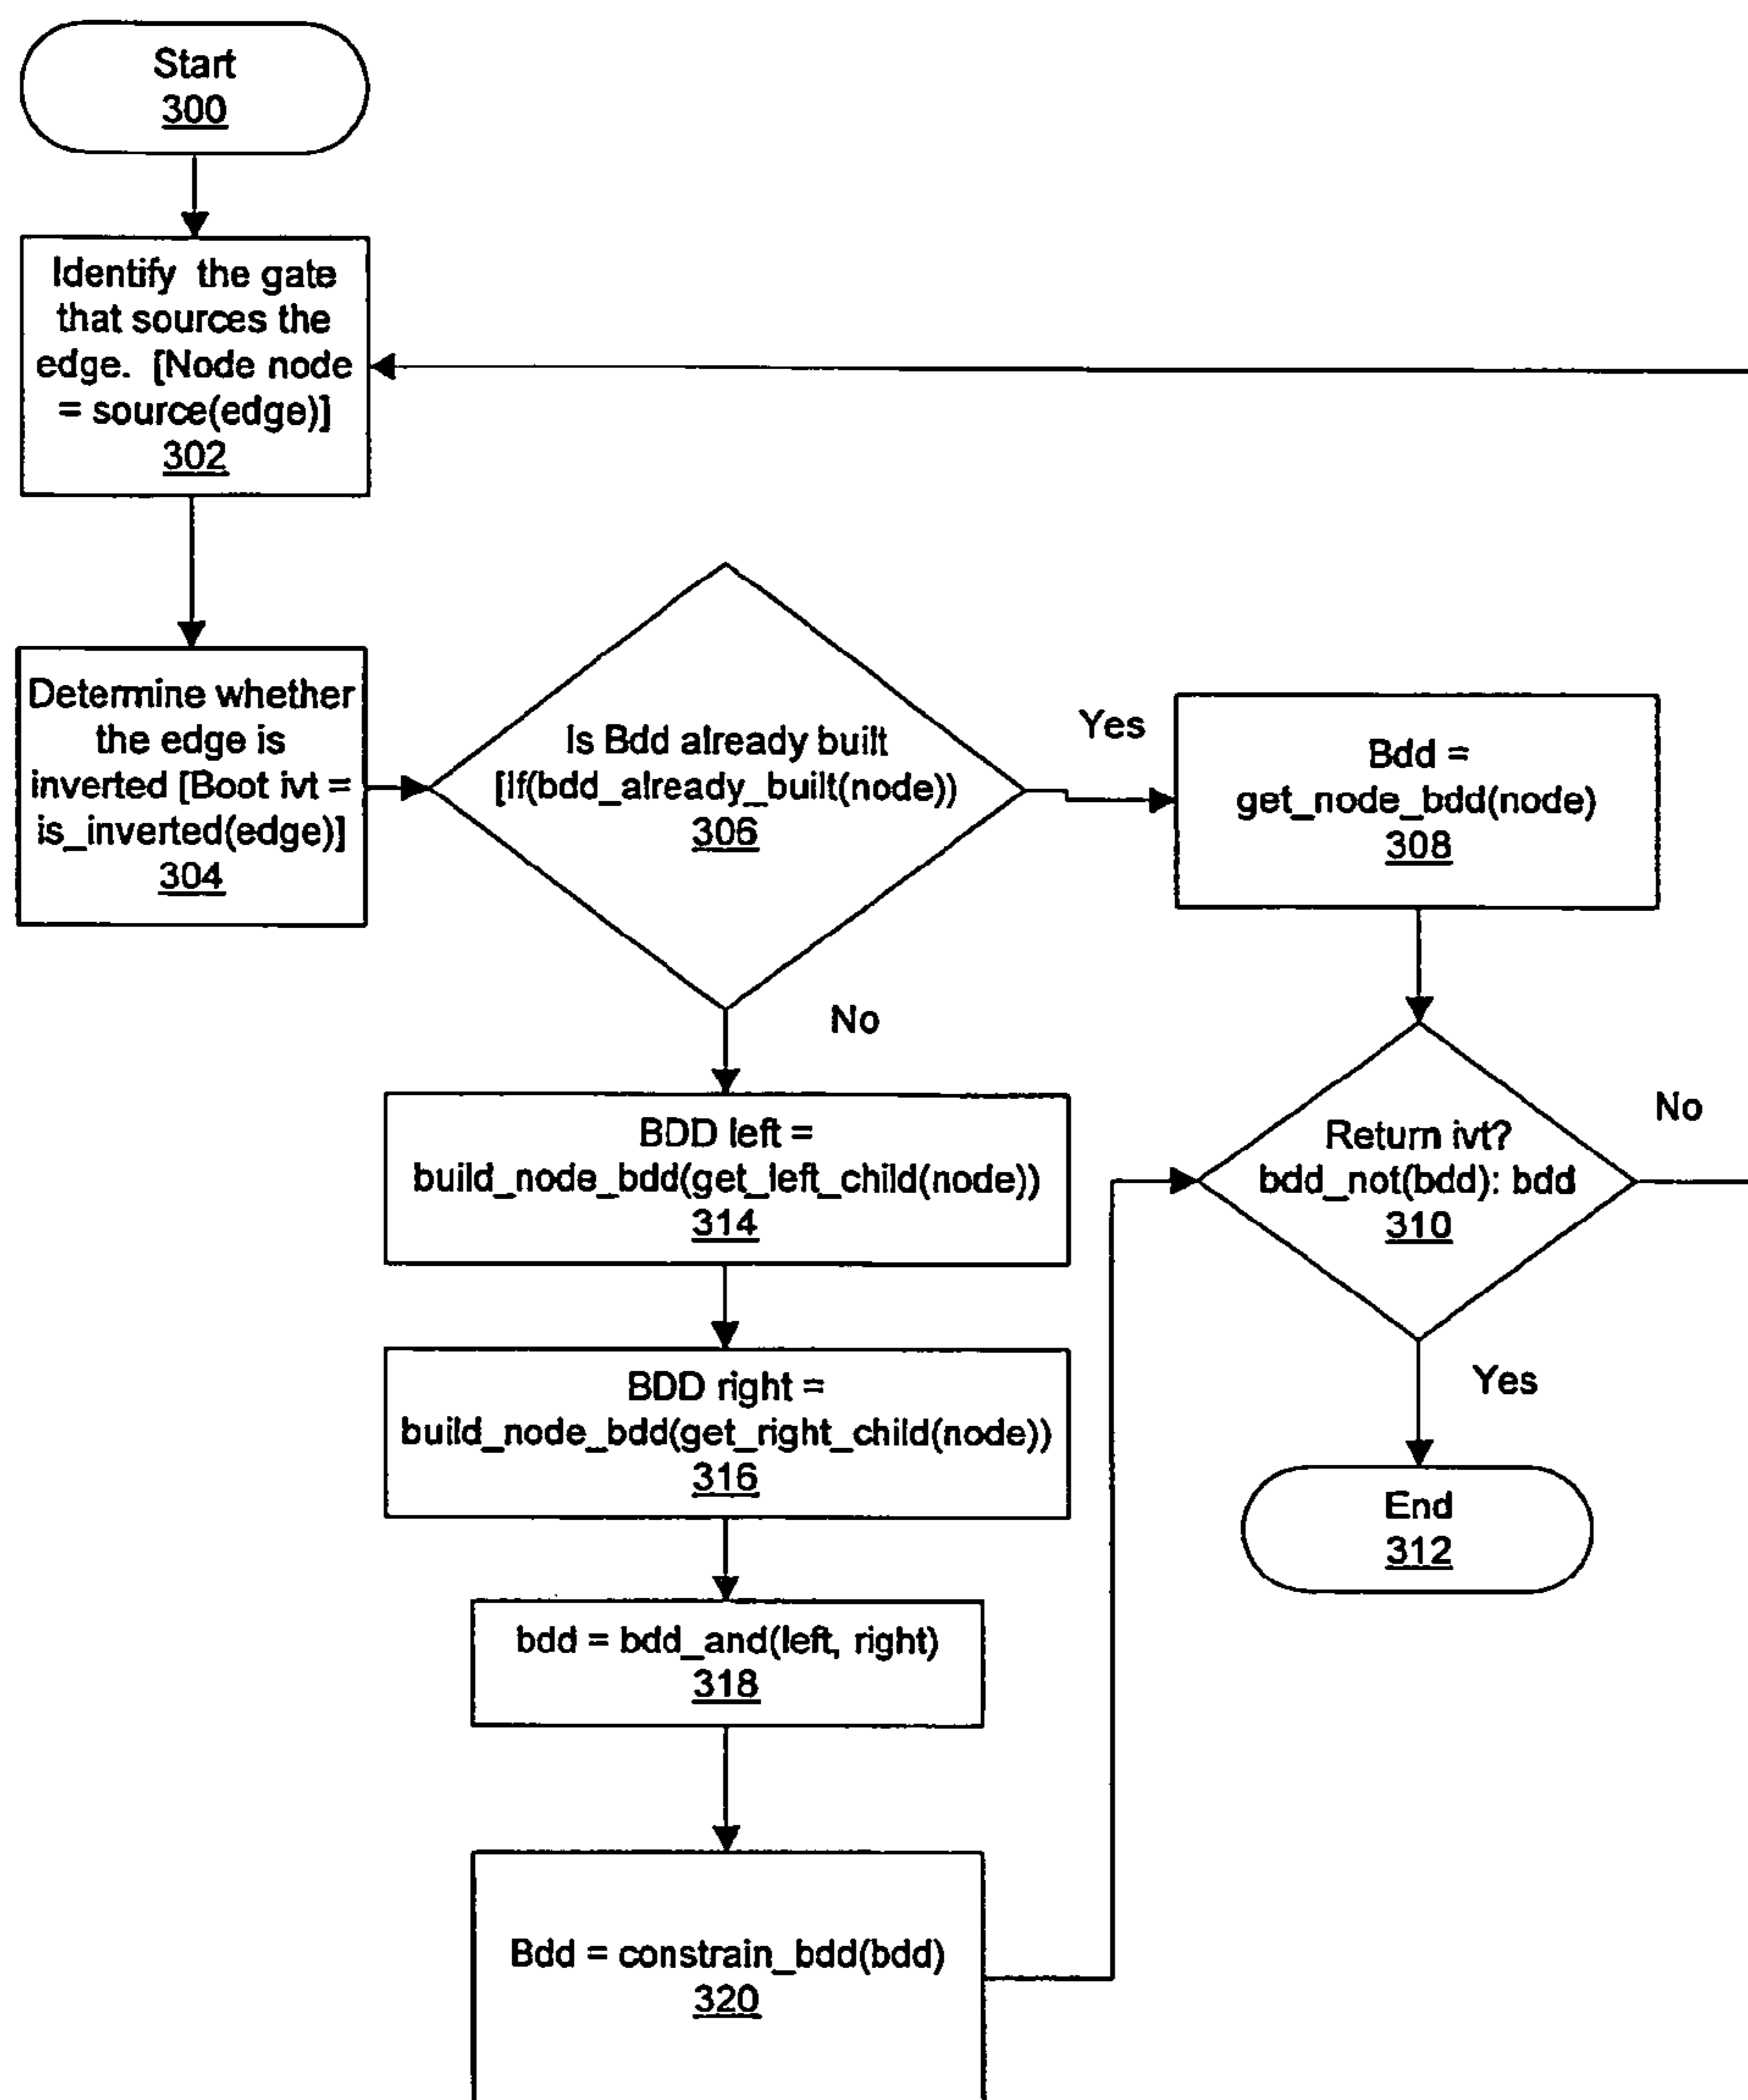 Start
300
Identify the gate
that sources the
edge. [Node node
= source(edge)]
302
Determine whether
the edge is
inverted [Boot ivt =
is_inverted(edge)]
304
Is Bdd already built
[If(bdd_already_built(node))
306
Yes
Bdd =
get_node_bdd(node)
308
No
BDD left =
build_node_bdd(get_left_child(node))
314
Return ivt?
bdd_not(bdd): bdd
310
No
BDD right =
build_node_bdd(get_right_child(node))
316
Yes
End
312
bdd = bdd_and(left, right)
318
Bdd = constrain_bdd(bdd)
320